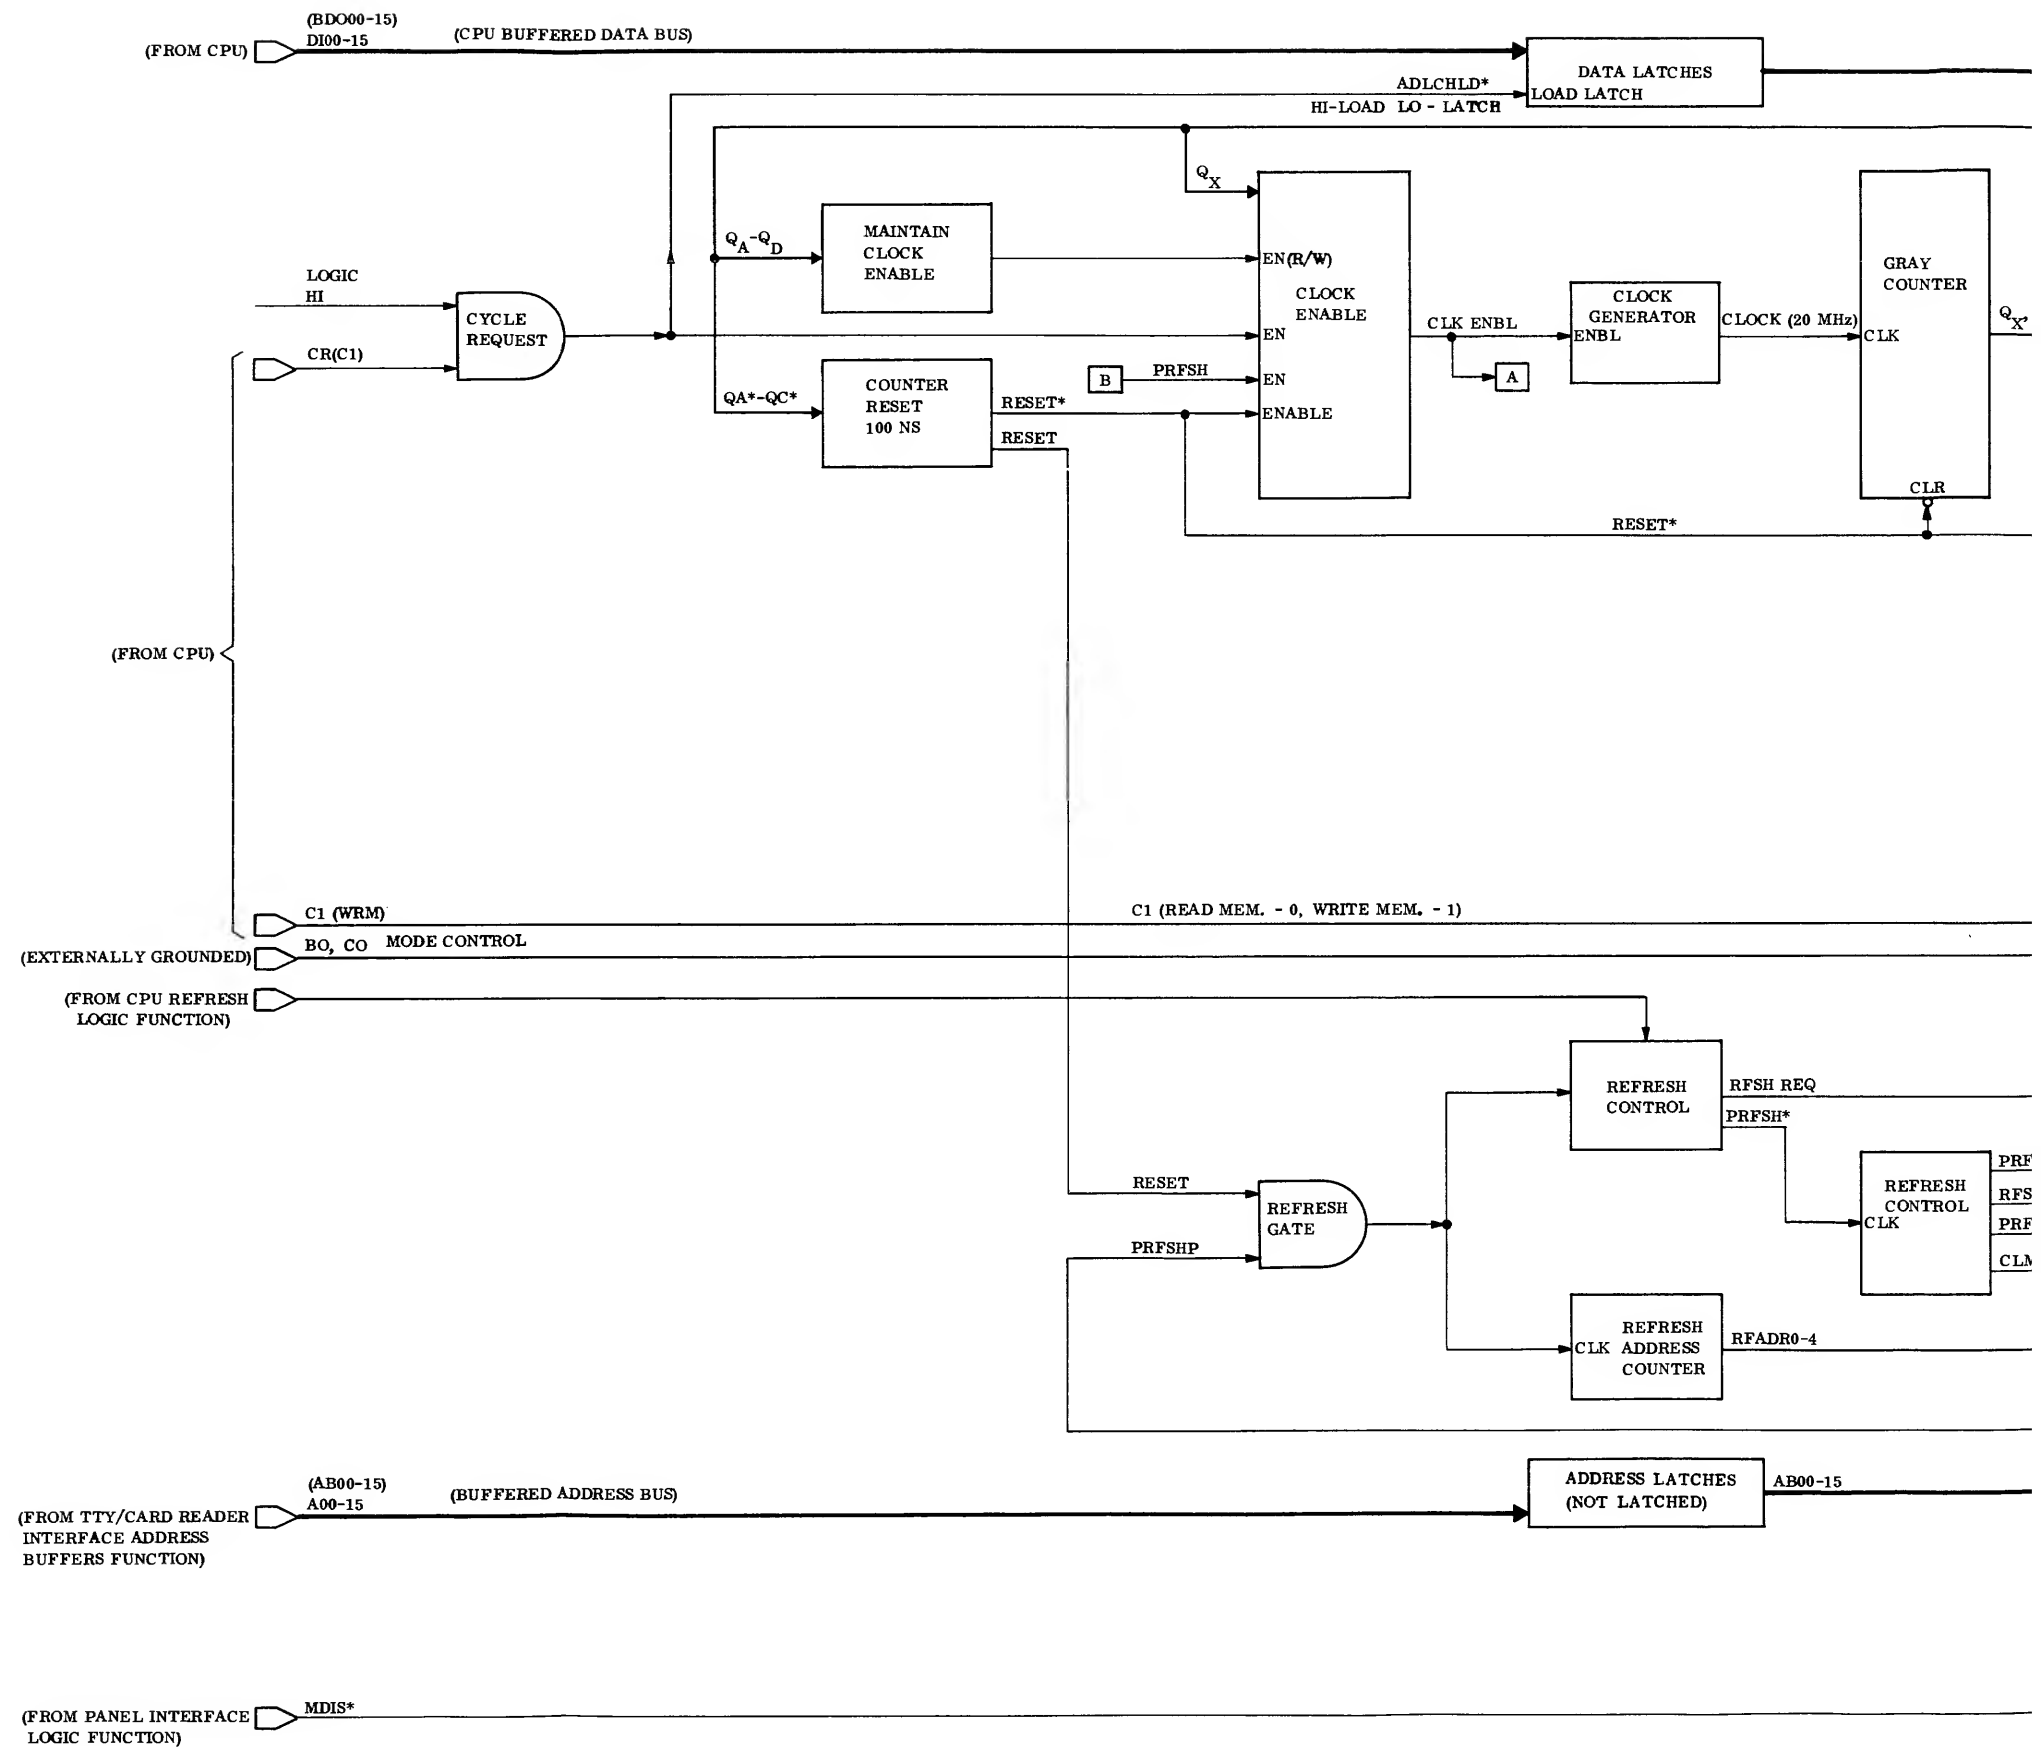 (BDO00-15)
(FROM CPU) DI00-15 (CPU BUFFERED DATA BUS)
DATA LATCHES
ADLCHLD*
LOAD LATCH
HI-LOAD LO - LATCH
QX
QA-QD
MAINTAIN
CLOCK
ENABLE
EN(R/W)
CLOCK
ENABLE
GRAY
COUNTER
LOGIC
HI
CYCLE
REQUEST
CLOCK
GENERATOR
ENBL
CLK ENBL
CLOCK (20 MHz)
CLK
QX,
EN
CR(C1)
B
PRFSH
EN
A
COUNTER
RESET
100 NS
QA*-QC*
RESET*
ENABLE
RESET
CLR
RESET*
(FROM CPU)
C1 (WRM)
C1 (READ MEM. - 0, WRITE MEM. - 1)
BO, CO MODE CONTROL
(EXTERNALLY GROUNDED)
(FROM CPU REFRESH
LOGIC FUNCTION)
REFRESH
CONTROL
RFSH REQ
PRFSH*
PRF
RFS
PRF
CLM
REFRESH
CONTROL
CLK
RESET
REFRESH
GATE
PRFSHP
REFRESH
CLK ADDRESS
COUNTER
RFADR0-4
(AB00-15)
A00-15
(BUFFERED ADDRESS BUS)
ADDRESS LATCHES
(NOT LATCHED)
AB00-15
(FROM TTY/CARD READER
INTERFACE ADDRESS
BUFFERS FUNCTION)
MDIS*
(FROM PANEL INTERFACE
LOGIC FUNCTION)